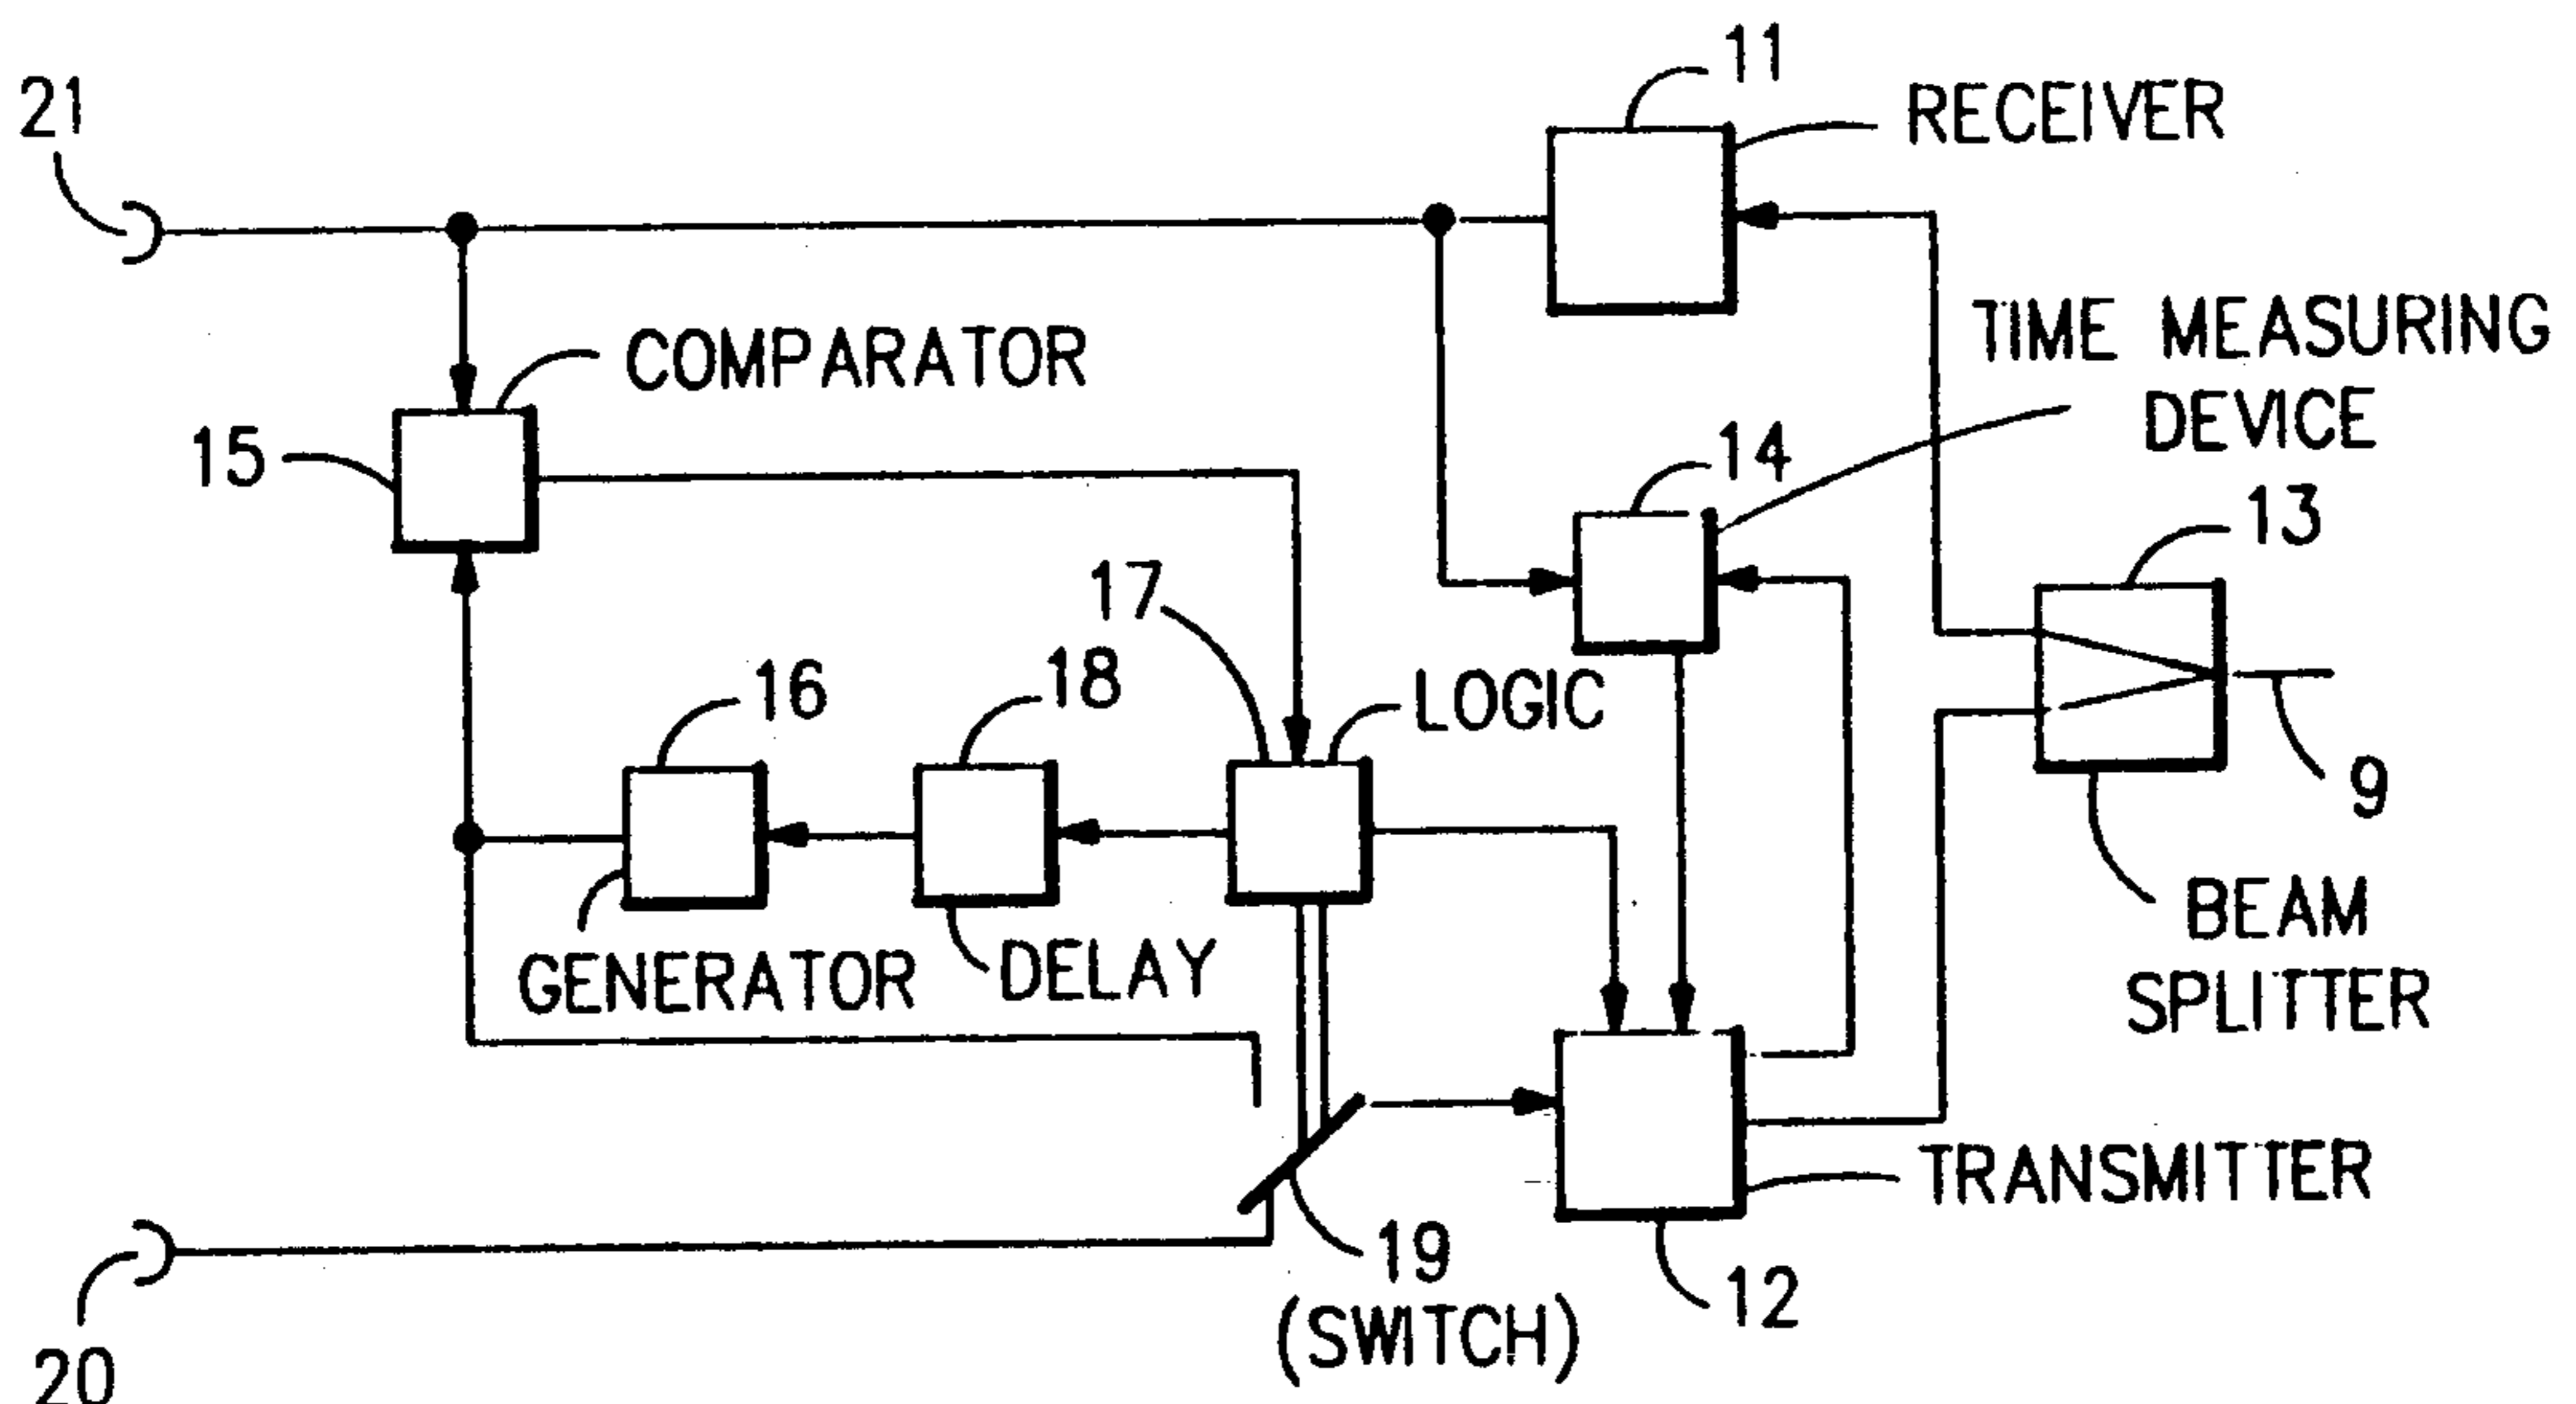 11
21
RECEIVER
TIME MEASURING
DEVICE
COMPARATOR
15
14
13
17
16
18
LOGIC
9
BEAM
SPLITTER
GENERATOR
DELAY
TRANSMITTER
19
(SWITCH)
12
20